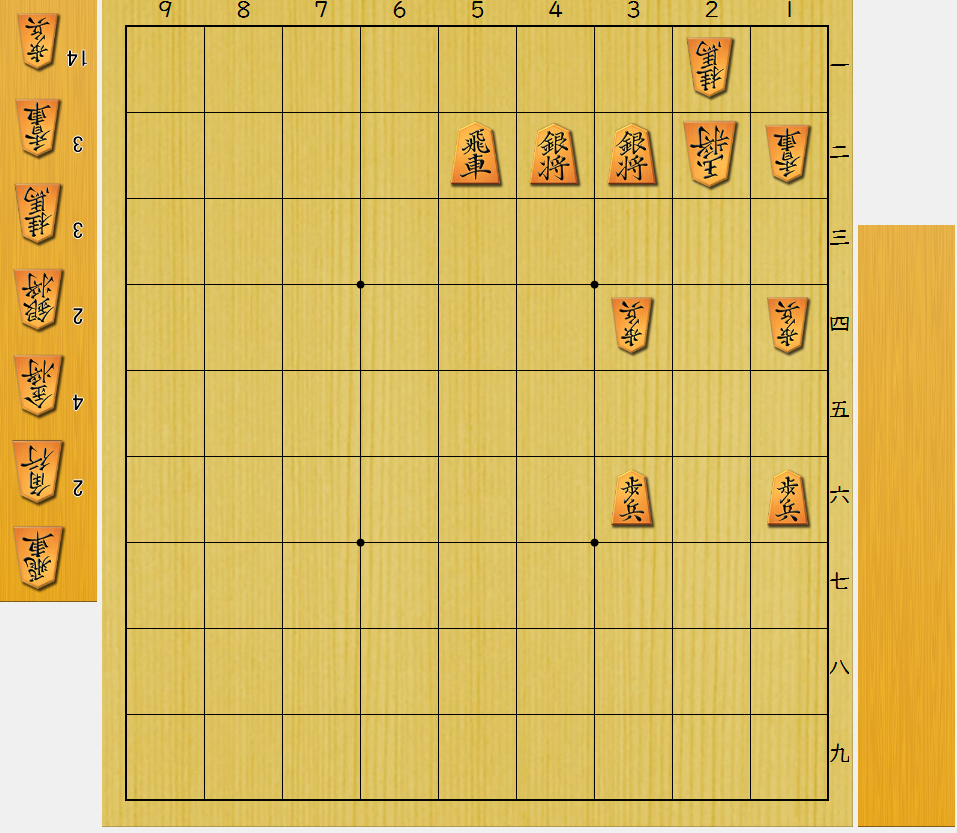 9 8 7 6 5 4 3 2 1
歩兵 14
香車 3
桂馬 3
銀将 2
金将 4
角行 2
飛車
桂馬 一
飛車 銀将 銀将 玉将 香車 二
三
歩兵 歩兵 四
五
歩兵 歩兵 六
七
八
九